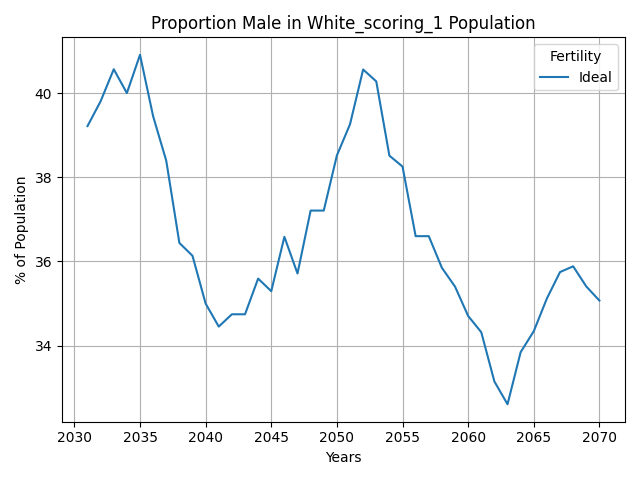 Proportion Male in White_scoring_1 Population
Fertility
Ideal
% of Population
40
38
36
34
2030 2035 2040 2045 2050 2055 2060 2065 2070
Years